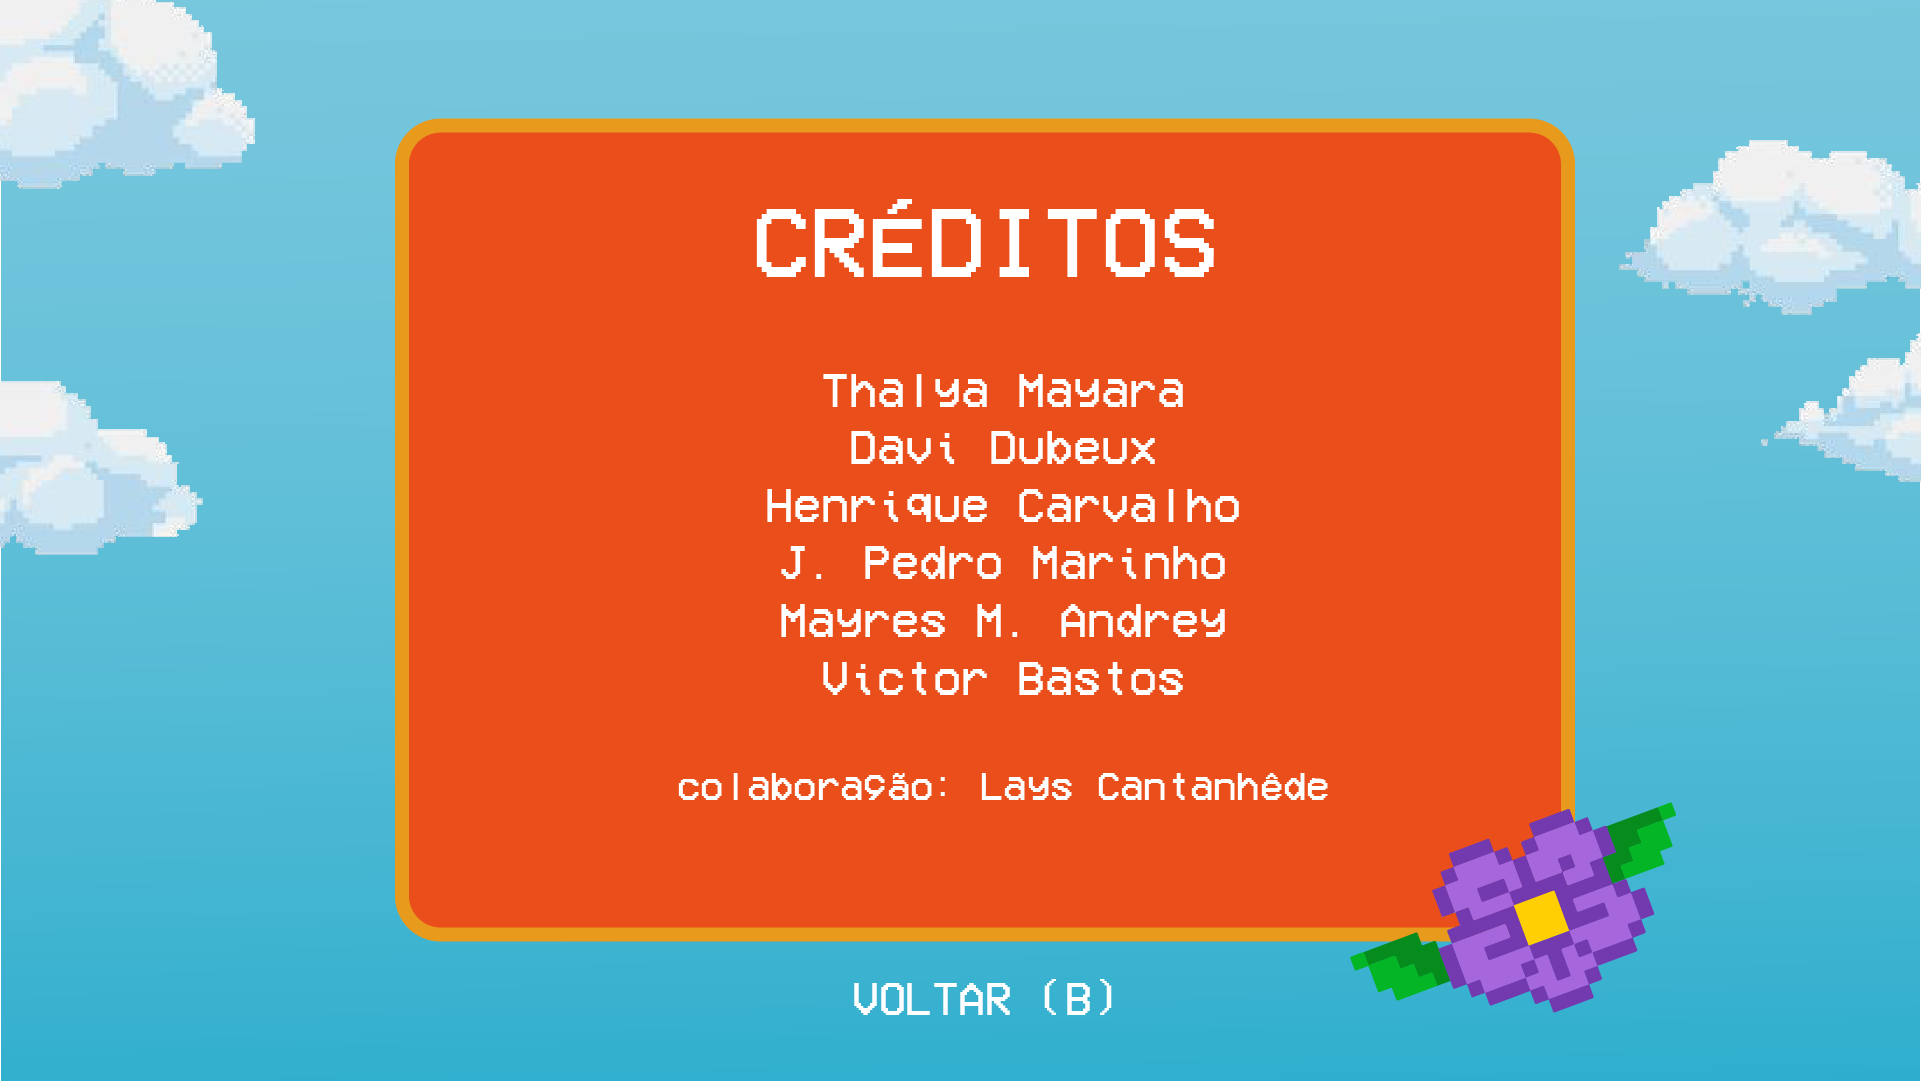 CRÉDITOS
Thalya Mayara
Davi Dubeux
Henrique Carvalho
J. Pedro Marinho
Mayres M. Andrey
Victor Bastos
colaboração: Lays Cantanhêde
VOLTAR (B)